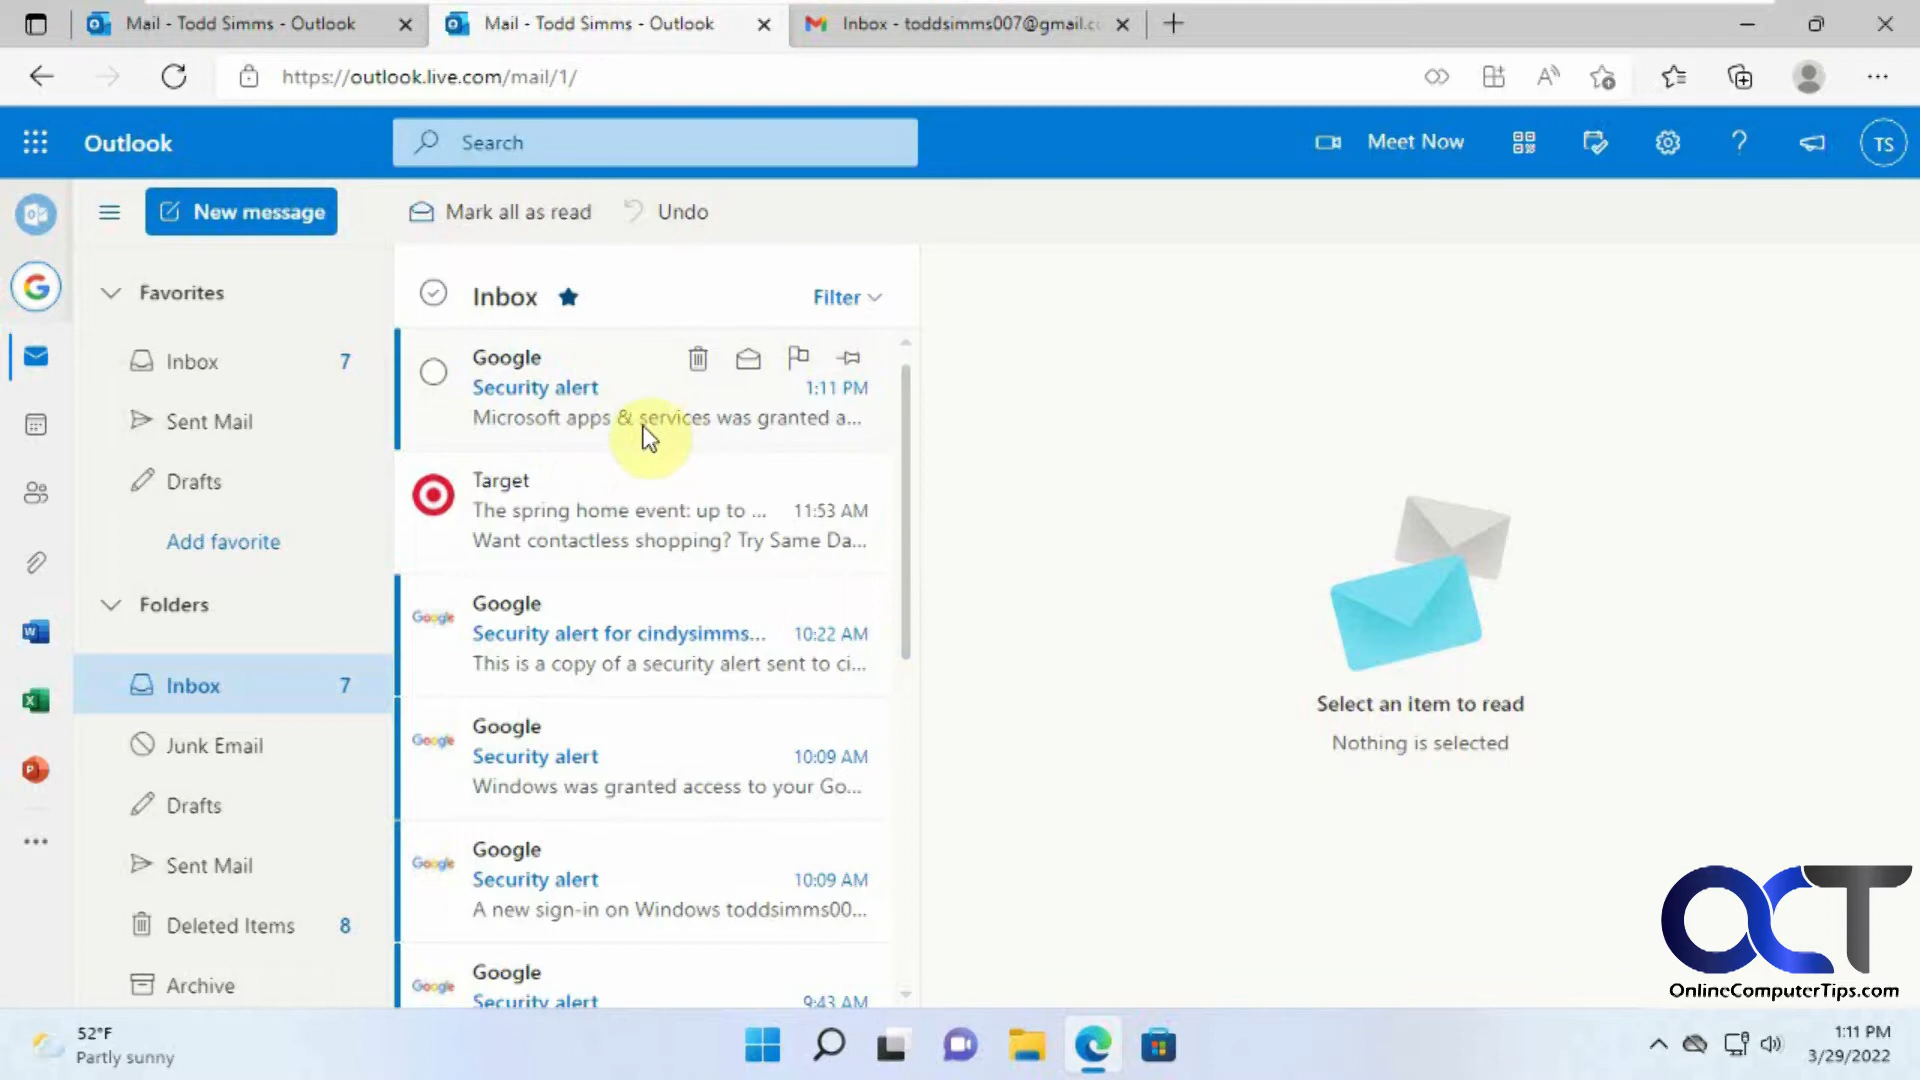 Mail - Todd Simms - Outlook
Mail - Todd Simms - Outlook
Inbox - toddsimms007@gmail.c
https://outlook.live.com/mail/1/
Outlook
Search
Meet Now
TS
New message
Mark all as read
Undo
Favorites
Inbox 7
Sent Mail
Drafts
Add favorite
Folders
Inbox 7
Junk Email
Drafts
Sent Mail
Deleted Items 8
Archive
Inbox
Filter
Google
Security alert 1:11 PM
Microsoft apps & services was granted a...
Target
The spring home event: up to ... 11:53 AM
Want contactless shopping? Try Same Da...
Google
Google
Security alert for cindysimms... 10:22 AM
This is a copy of a security alert sent to ci...
Google
Google
Security alert 10:09 AM
Windows was granted access to your Go...
Google
Google
Security alert 10:09 AM
A new sign-in on Windows toddsimms00...
Google
Google
Security alert 9:43 AM
Select an item to read
Nothing is selected
OCT
OnlineComputerTips.com
52°F
Partly sunny
1:11 PM
3/29/2022